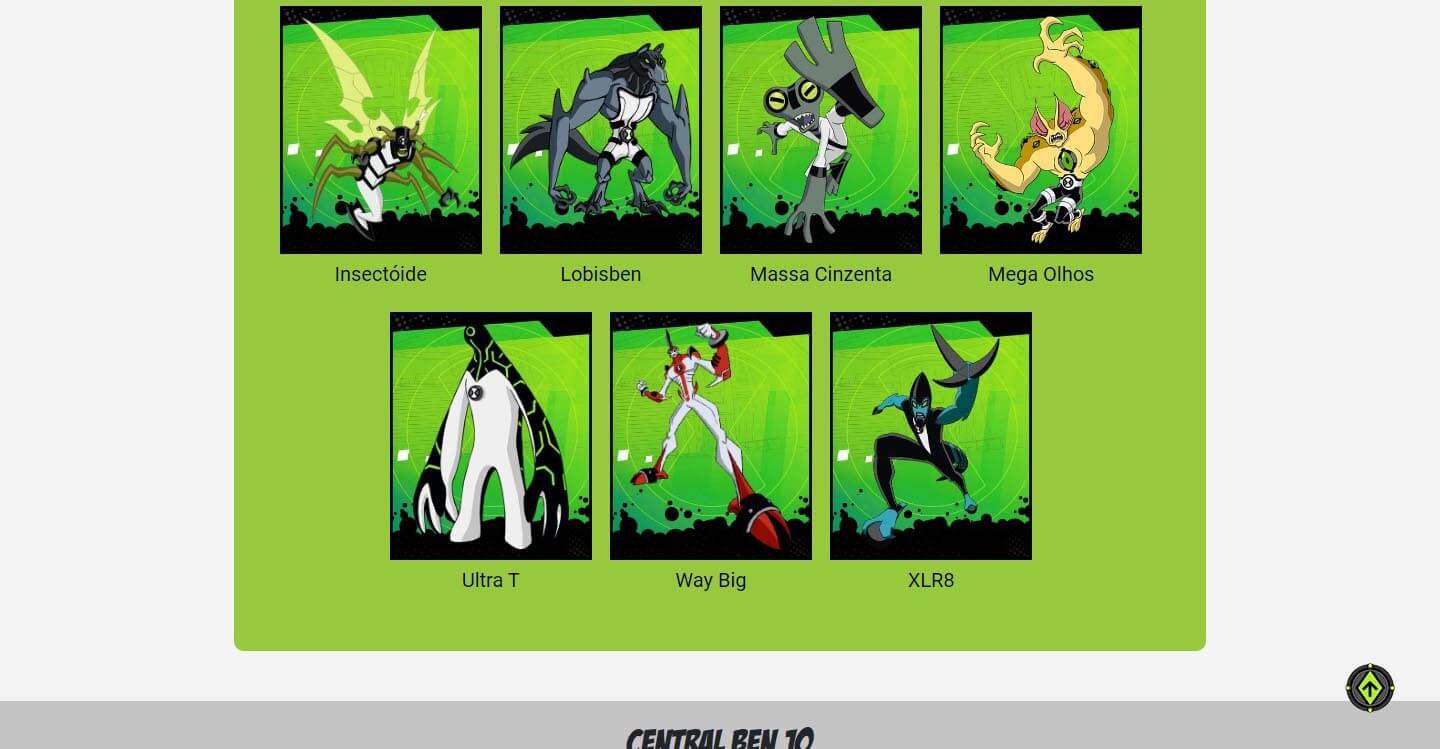 Insectóide
Lobisben
Massa Cinzenta
Mega Olhos
Ultra T
Way Big
XLR8
CENTRAL BEN 10